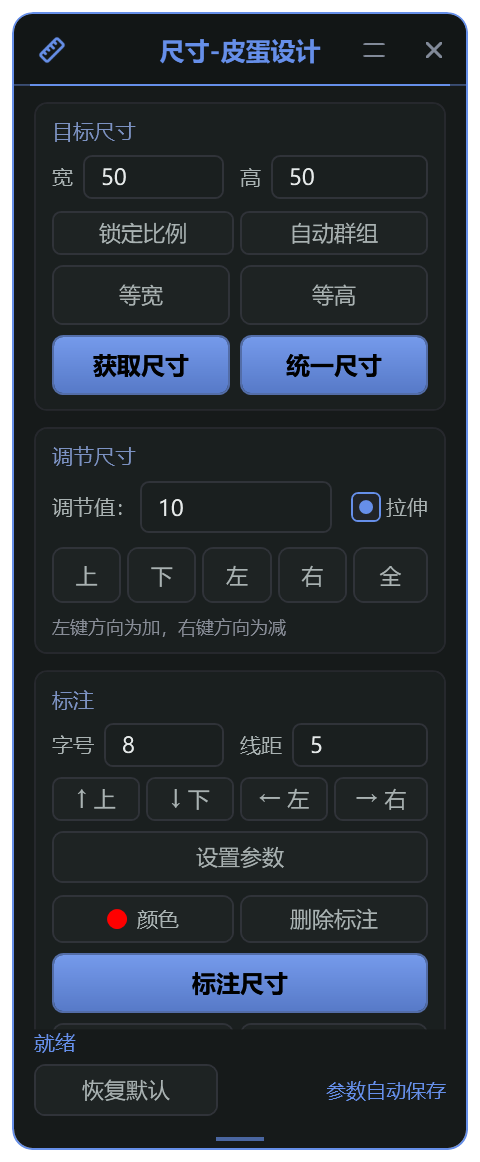 尺寸-皮蛋设计
目标尺寸
宽 50 高 50
锁定比例 自动群组
等宽 等高
获取尺寸 统一尺寸
调节尺寸
调节值： 10 拉伸
上 下 左 右 全
左键方向为加，右键方向为减
标注
字号 8 线距 5
↑上 ↓下 ←左 →右
设置参数
颜色 删除标注
标注尺寸
就绪
恢复默认 参数自动保存